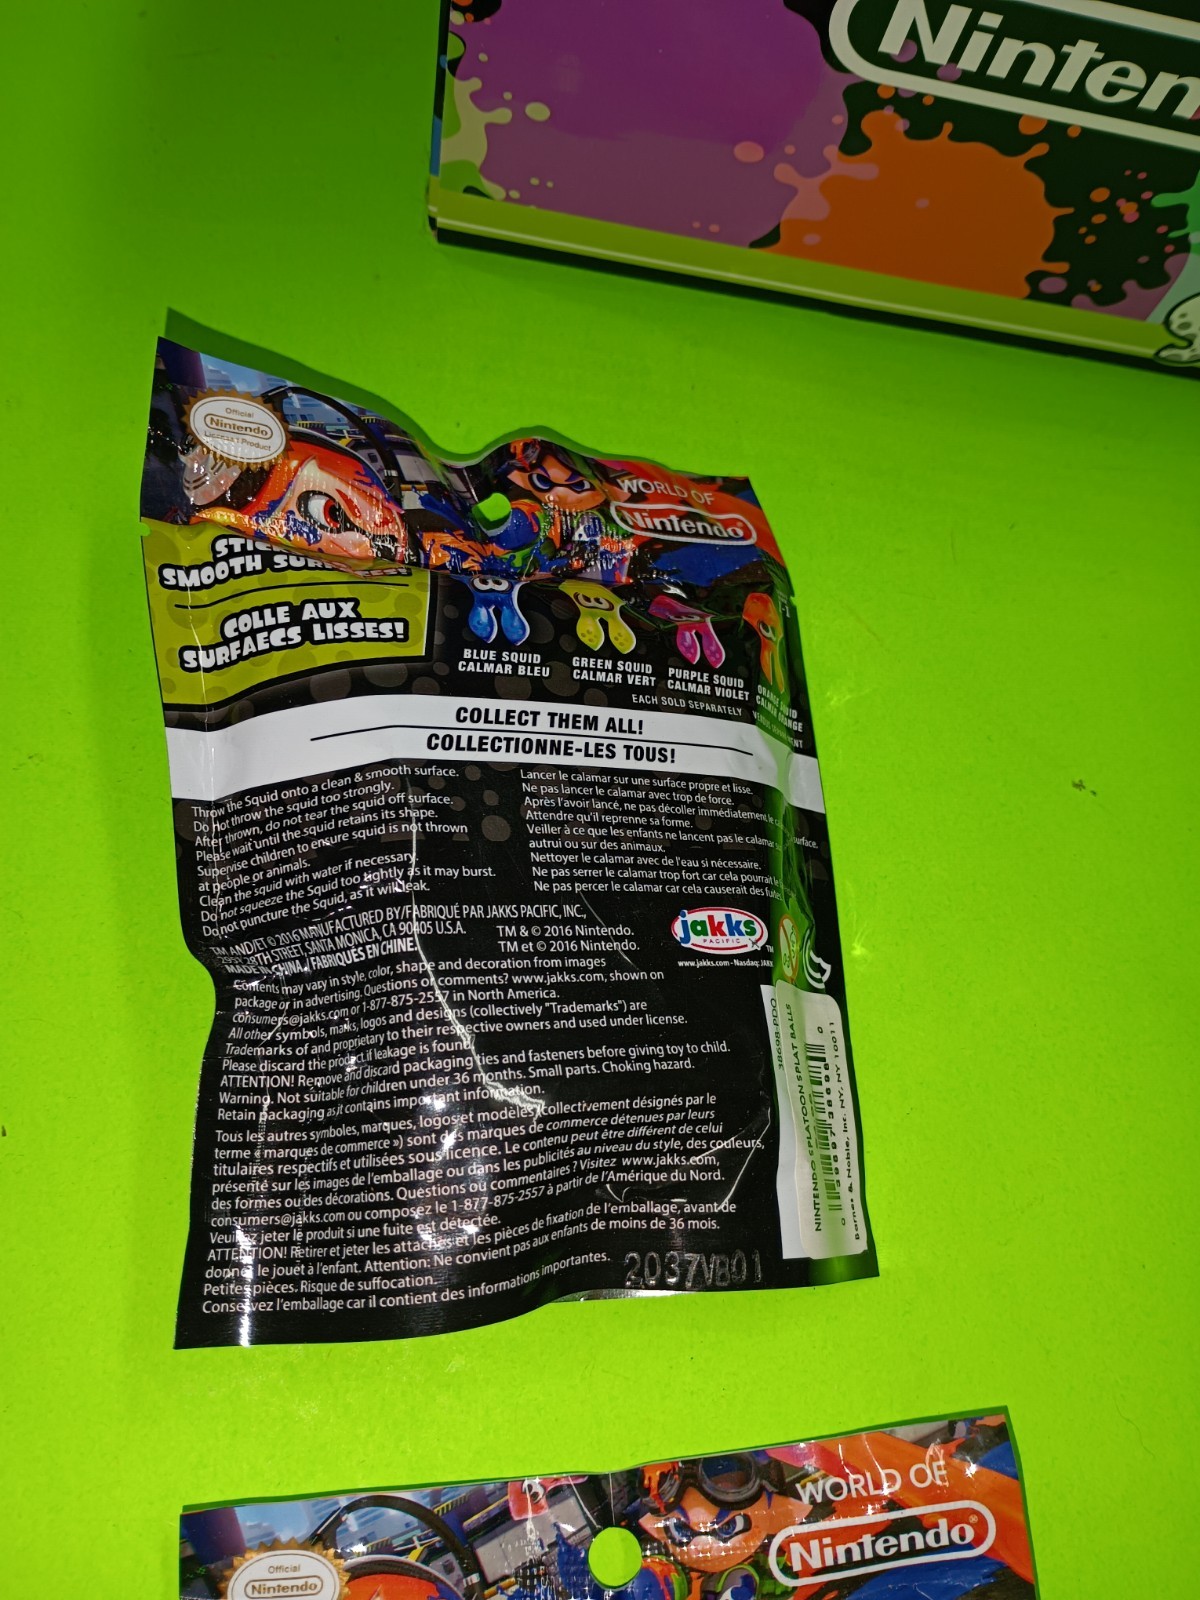 Ninten
Official
Nintendo
Licensed Product
WORLD OF
Nintendo®
SMOOTH
COLLE AUX
SURFAECS LISSES!
BLUE SQUID
CALMAR BLEU
GREEN SQUID
CALMAR VERT
PURPLE SQUID
CALMAR VIOLET
EACH SOLD SEPARATELY
COLLECT THEM ALL!
COLLECTIONNE-LES TOUS!
Throw the Squid onto a clean & smooth surface.
Do not throw the squid too strongly.
After thrown, do not tear the squid off surface.
Please wait until the squid retains its shape.
Supervise children to ensure squid is not thrown
at people or animals.
Clean the squid with water if necessary.
Do not squeeze the Squid too tightly as it may burst.
Do not puncture the Squid, as it will leak.
Lancer le calamar sur une surface propre et lisse.
Ne pas lancer le calamar avec trop de force.
Après l'avoir lancé, ne pas décoller immédiatement
surface.
Attendre qu'il reprenne sa forme.
Veiller à ce que les enfants ne lancent pas le calamar
autrui ou sur des animaux.
Nettoyer le calamar avec de l'eau si nécessaire.
Ne pas serrer le calamar trop fort car cela pourrait
Ne pas percer le calamar car cela causerait des
TM AND/ET © 2016 MANUFACTURED BY/FABRIQUÉ PAR JAKKS PACIFIC, INC.,
2951 28TH STREET, SANTA MONICA, CA 90405 U.S.A.
MADE IN CHINA. / FABRIQUÉS EN CHINE.
TM & © 2016 Nintendo.
TM et © 2016 Nintendo.
jakks
PACIFIC
TM
www.jakks.com - Nasdaq: JAKK
Contents may vary in style, color, shape and decoration from images
package or in advertising. Questions or comments? www.jakks.com, shown on
consumers@jakks.com or 1-877-875-2557 in North America.
All other symbols, marks, logos and designs (collectively "Trademarks") are
Trademarks of and proprietary to their respective owners and used under license.
Please discard the product if leakage is found.
ATTENTION! Remove and discard packaging ties and fasteners before giving toy to child.
Warning. Not suitable for children under 36 months. Small parts. Choking hazard.
Retain packaging as it contains important information.
Tous les autres symboles, marques, logos et modèles (collectivement désignés par le
terme « marques de commerce ») sont des marques de commerce détenues par leurs
titulaires respectifs et utilisées sous licence. Le contenu peut être différent de celui
présenté sur les images de l'emballage ou dans les publicités au niveau du style, des couleurs,
des formes ou des décorations. Questions ou commentaires ? Visitez www.jakks.com,
consumers@jakks.com ou composez le 1-877-875-2557 à partir de l'Amérique du Nord.
Veuillez jeter le produit si une fuite est détectée.
ATTENTION! Retirer et jeter les attaches et les pièces de fixation de l'emballage, avant de
donner le jouet à l'enfant. Attention: Ne convient pas aux enfants de moins de 36 mois.
Petites pièces. Risque de suffocation.
Conservez l'emballage car il contient des informations importantes.
2037VB01
38698-PDQ
NINTENDO SPLATOON SPLAT BALLS
Barnes & Noble, Inc. NY, NY 10011
WORLD OF
Nintendo®
Official
Nintendo